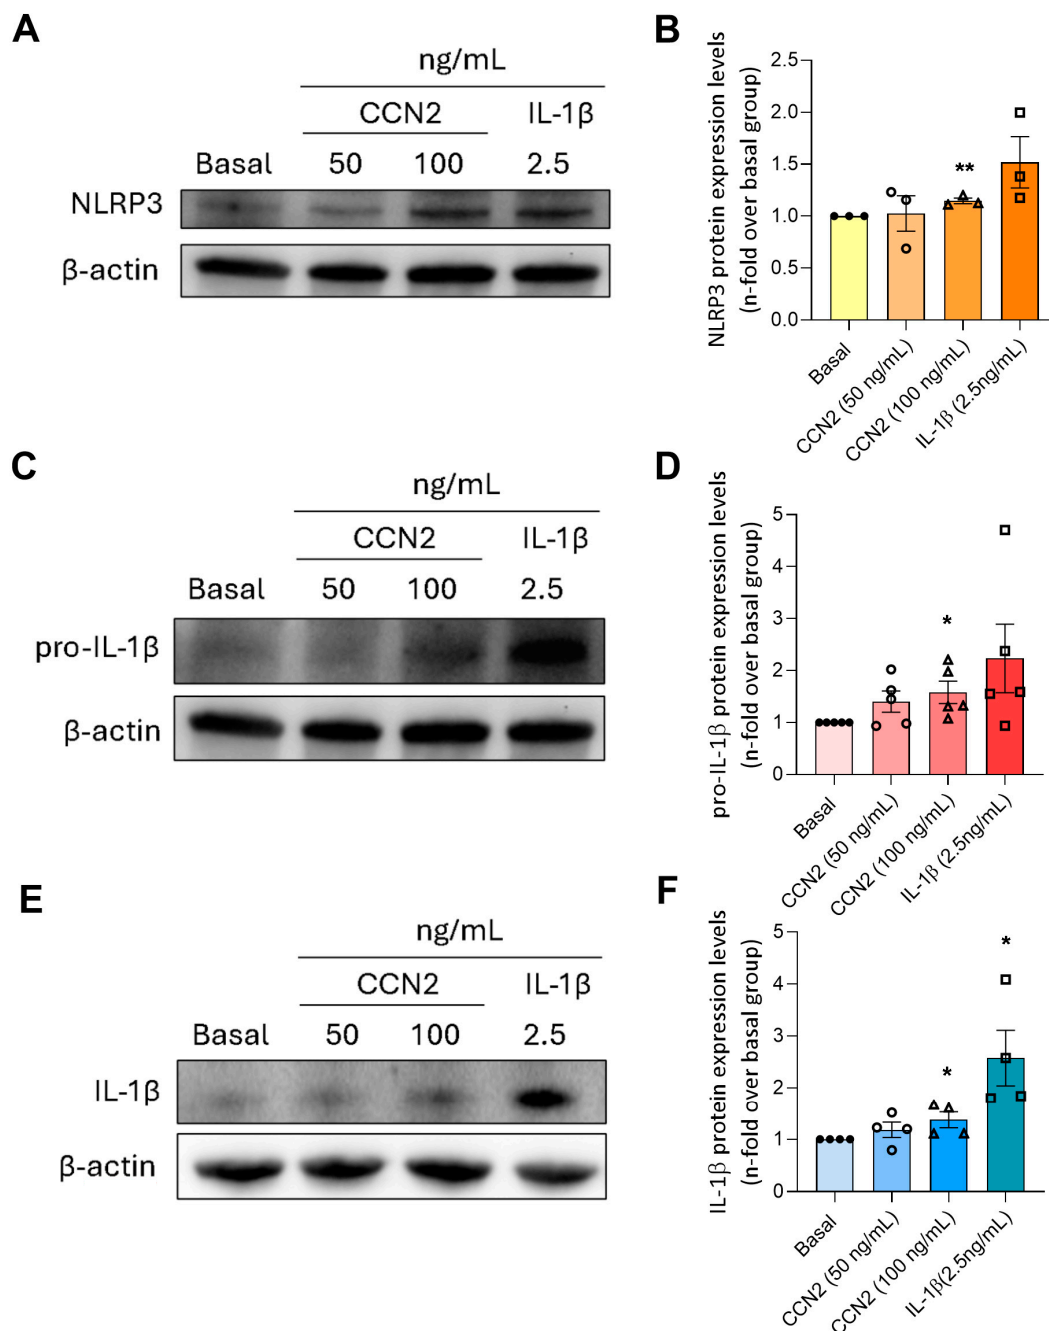 A
ng/mL
CCN2 IL-1β
Basal 50 100 2.5
NLRP3
β-actin
B
NLRP3 protein expression levels
(n-fold over basal group)
2.5
2.0
1.5
1.0
0.5
0.0
**
Basal
CCN2 (50 ng/mL)
CCN2 (100 ng/mL)
IL-1β (2.5ng/mL)
C
ng/mL
CCN2 IL-1β
Basal 50 100 2.5
pro-IL-1β
β-actin
D
pro-IL-1β protein expression levels
(n-fold over basal group)
5
4
3
2
1
0
*
Basal
CCN2 (50 ng/mL)
CCN2 (100 ng/mL)
IL-1β (2.5ng/mL)
E
ng/mL
CCN2 IL-1β
Basal 50 100 2.5
IL-1β
β-actin
F
IL-1β protein expression levels
(n-fold over basal group)
5
4
3
2
1
0
*
*
Basal
CCN2 (50 ng/mL)
CCN2 (100 ng/mL)
IL-1β(2.5ng/mL)